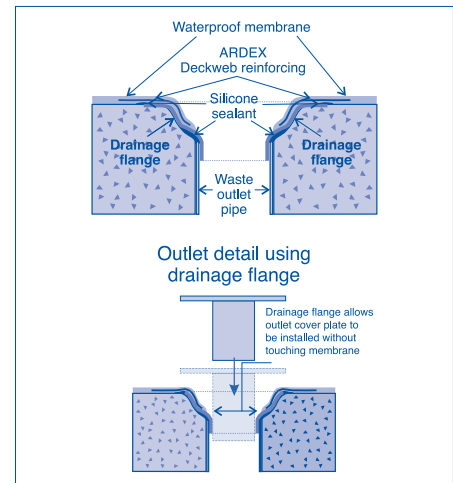 Waterproof membrane
ARDEX
Deckweb reinforcing
Silicone
sealant
Drainage
flange
Drainage
flange
Waste
outlet
pipe
Outlet detail using
drainage flange
Drainage flange allows
outlet cover plate to
be installed without
touching membrane